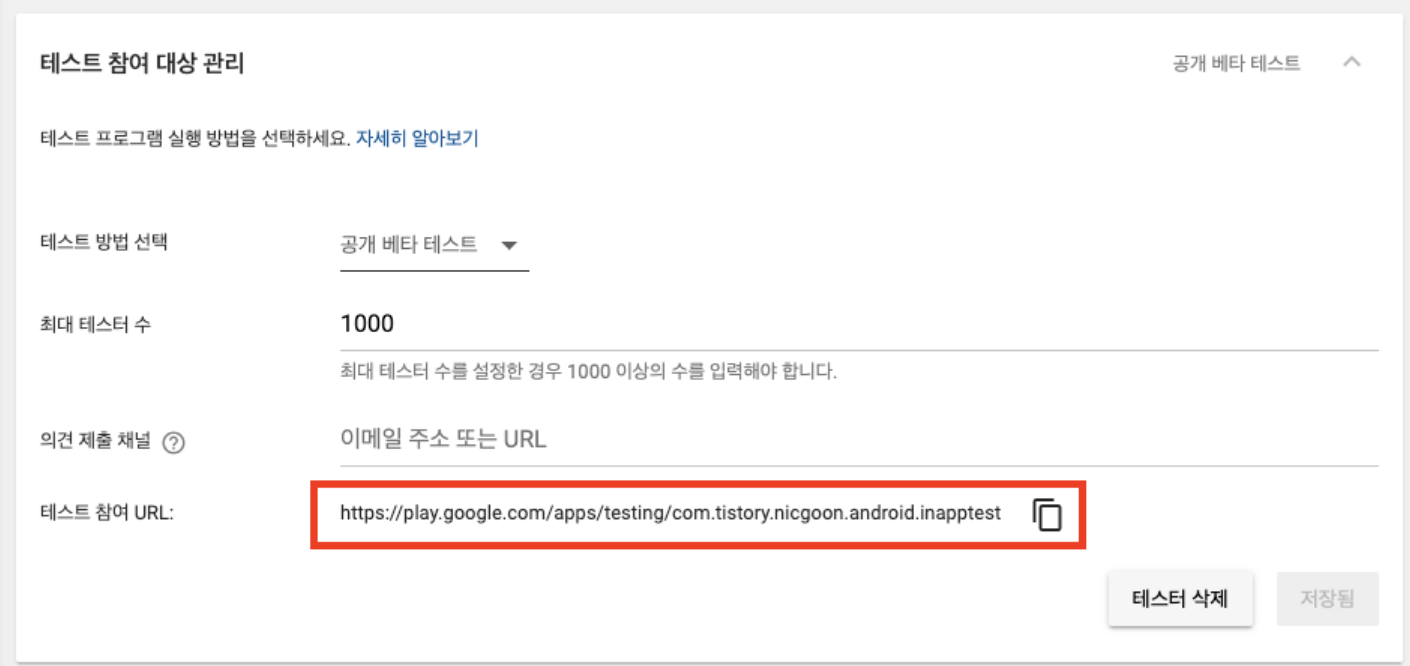 테스트 참여 대상 관리
공개 베타 테스트
테스트 프로그램 실행 방법을 선택하세요. 자세히 알아보기
테스트 방법 선택
공개 베타 테스트
최대 테스터 수
1000
최대 테스터 수를 설정한 경우 1000 이상의 수를 입력해야 합니다.
의견 제출 채널 ?
이메일 주소 또는 URL
테스트 참여 URL:
https://play.google.com/apps/testing/com.tistory.nicgoon.android.inapptest
테스터 삭제
저장됨